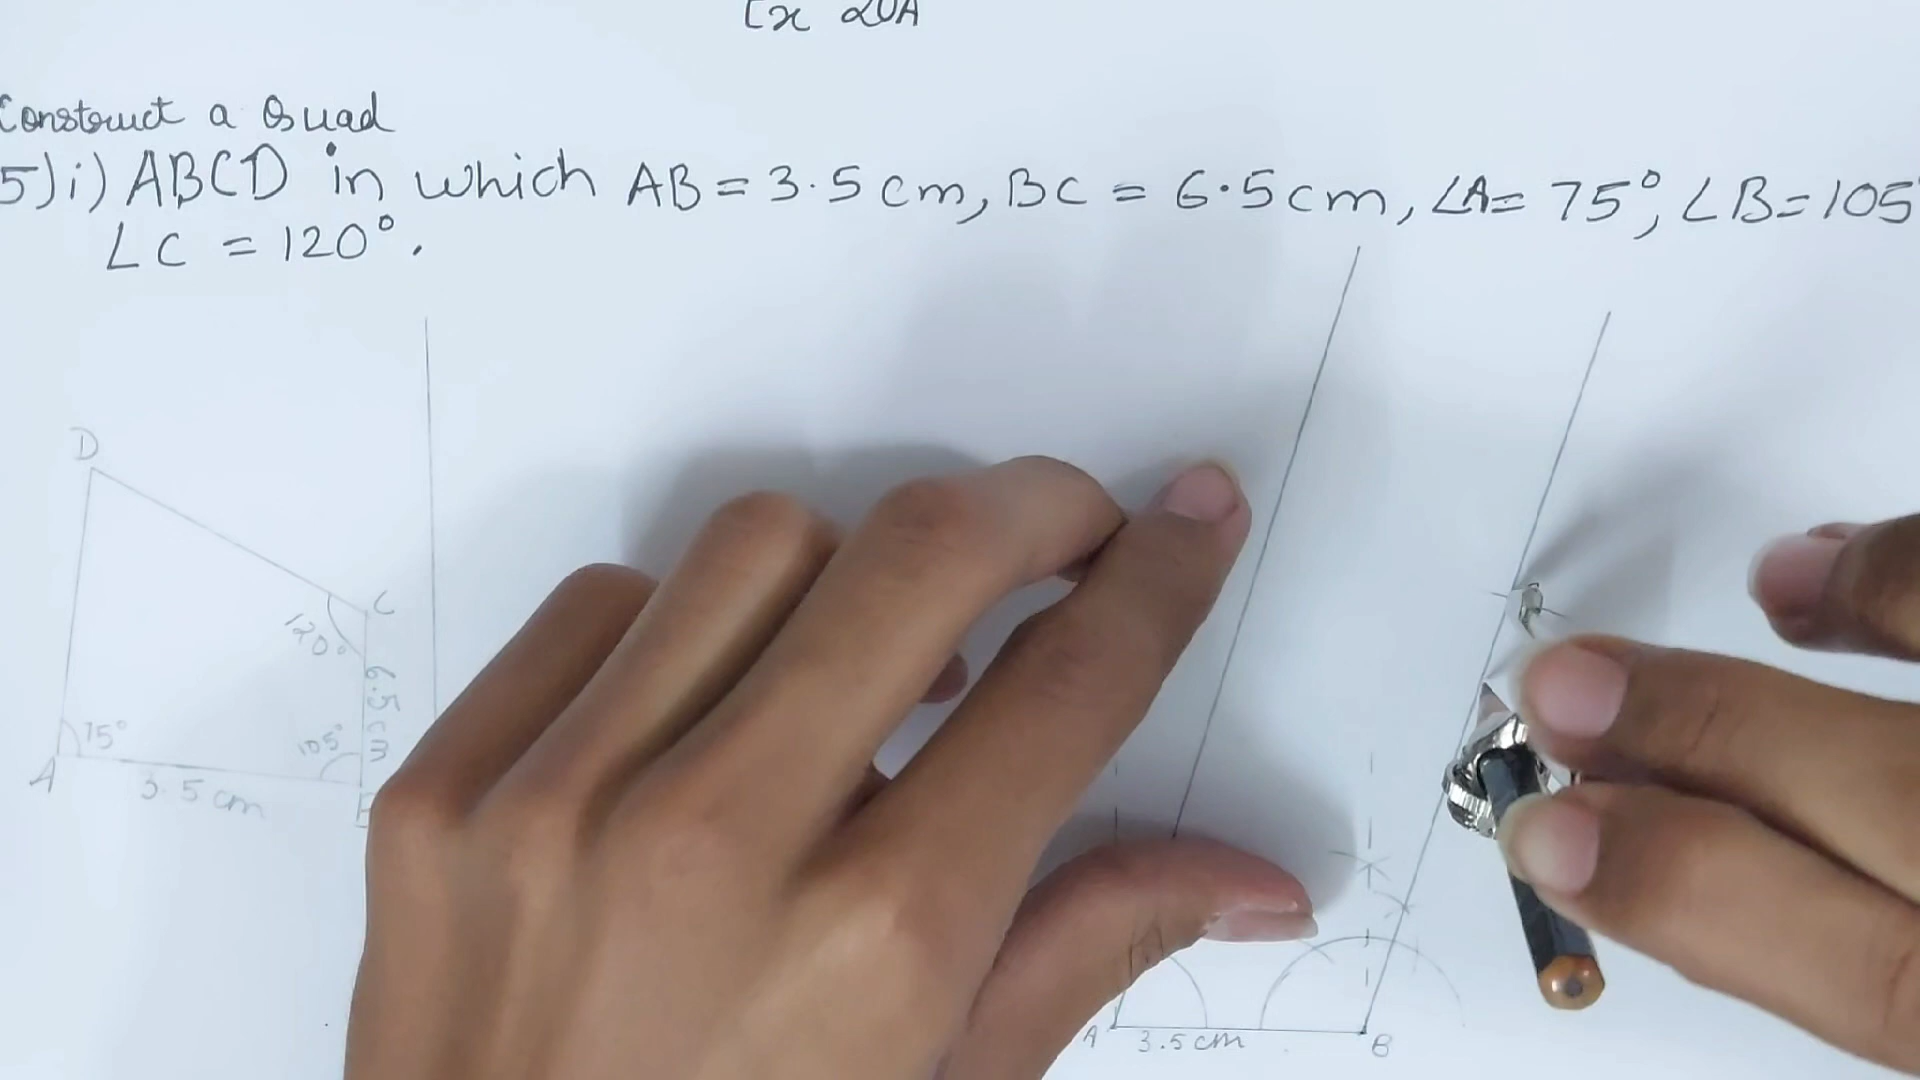 Ex 20A
Construct a Quad
5)i) ABCD in which AB = 3.5 cm, BC = 6.5 cm, ∠A = 75°, ∠B = 105°
∠C = 120°.
D
C
120°
6.5 cm
75°
105°
A
3.5 cm
A
3.5 cm
B